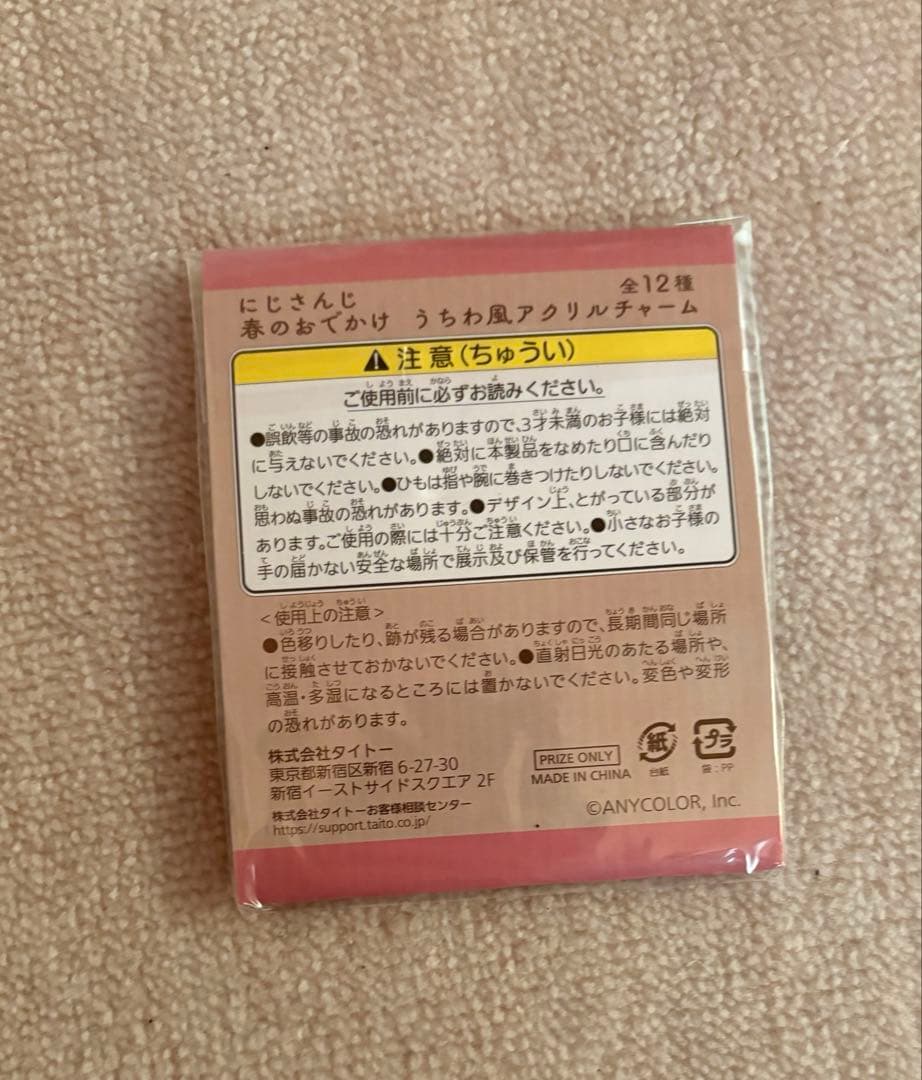 全12種
にじさんじ
春のおでかけ うちわ風アクリルチャーム
注意(ちゅうい)
ご使用前に必ずお読みください。
●誤飲等の事故の恐れがありますので、3才未満のお子様には絶対
に与えないでください。●絶対に本製品をなめたり口に含んだり
しないでください。●ひもは指や腕に巻きつけたりしないでください。
思わぬ事故の恐れがあります。●デザイン上、とがっている部分が
あります。ご使用の際には十分ご注意ください。●小さなお子様の
手の届かない安全な場所で展示及び保管を行ってください。
<使用上の注意>
●色移りしたり、跡が残る場合がありますので、長期間同じ場所
に接触させておかないでください。●直射日光のあたる場所や、
高温・多湿になるところには置かないでください。変色や変形
の恐れがあります。
株式会社タイトー
東京都新宿区新宿 6-27-30
新宿イーストサイドスクエア 2F
株式会社タイトーお客様相談センター
https://support.taito.co.jp/
PRIZE ONLY
MADE IN CHINA
紙
台紙
プラ
袋:PP
©ANYCOLOR, Inc.